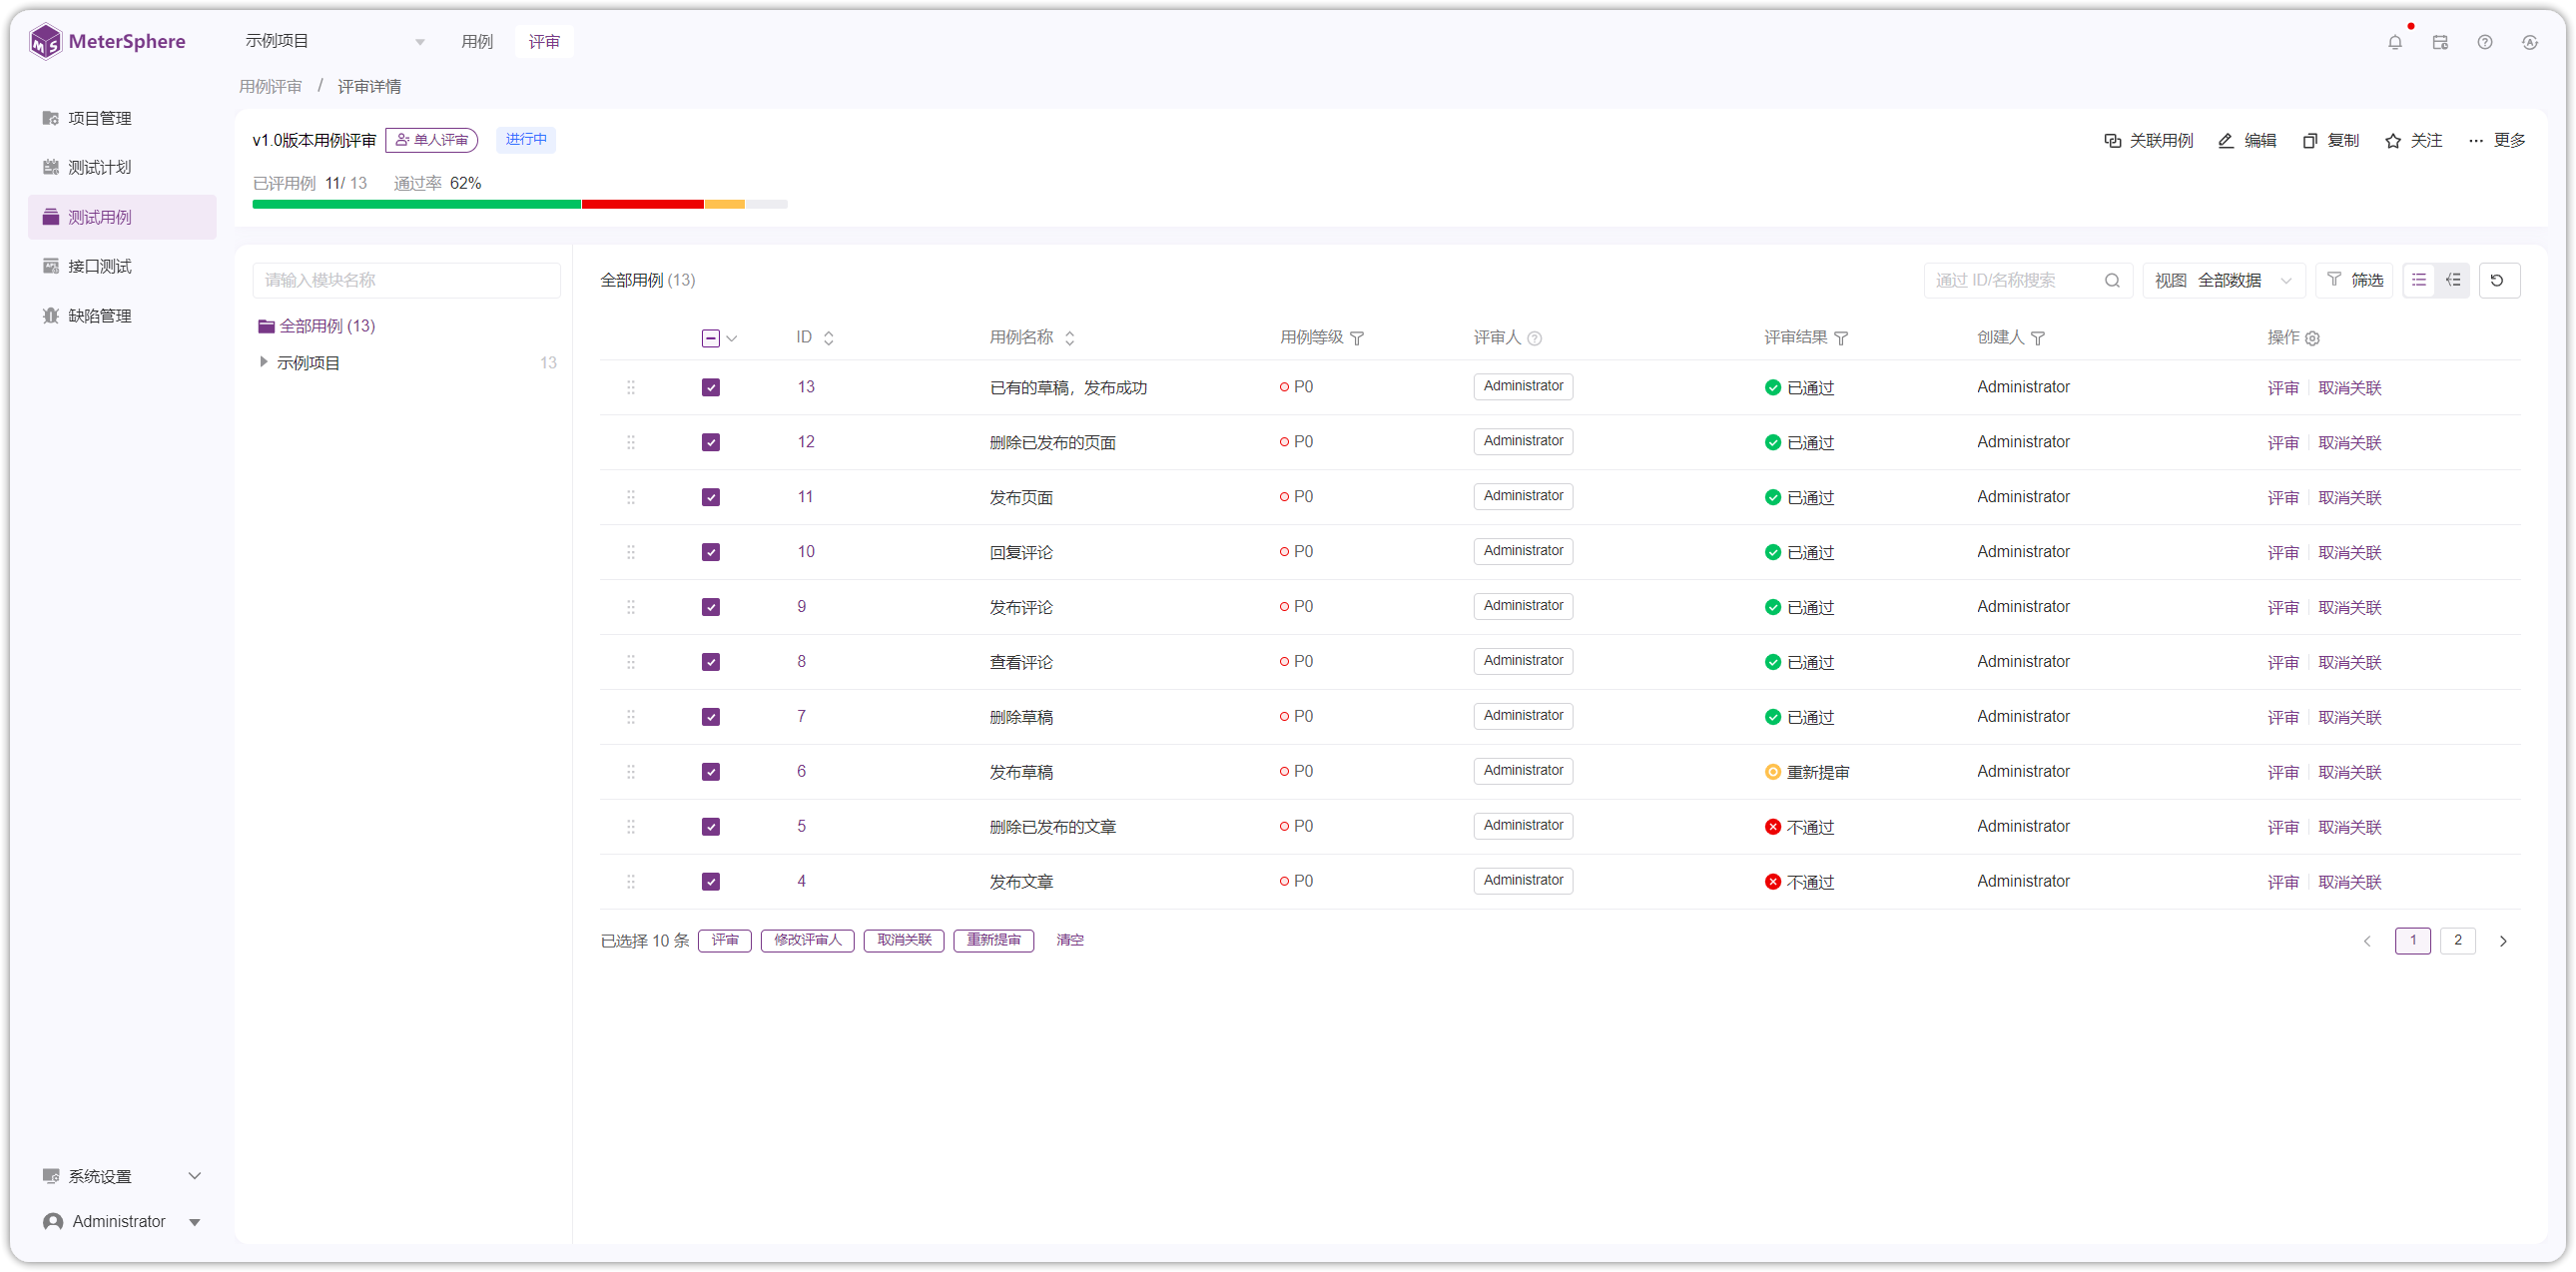 MeterSphere
示例项目 用例 评审
用例评审 / 评审详情
项目管理
测试计划
测试用例
接口测试
缺陷管理
v1.0版本用例评审 单人评审 进行中
关联用例 编辑 复制 关注 更多
已评用例 11/ 13 通过率 62%
请输入模块名称
全部用例 (13)
示例项目 13
全部用例 (13)
通过 ID/名称搜索 视图 全部数据 筛选
ID 用例名称 用例等级 评审人 评审结果 创建人 操作
13 已有的草稿，发布成功 P0 Administrator 已通过 Administrator 评审 取消关联
12 删除已发布的页面 P0 Administrator 已通过 Administrator 评审 取消关联
11 发布页面 P0 Administrator 已通过 Administrator 评审 取消关联
10 回复评论 P0 Administrator 已通过 Administrator 评审 取消关联
9 发布评论 P0 Administrator 已通过 Administrator 评审 取消关联
8 查看评论 P0 Administrator 已通过 Administrator 评审 取消关联
7 删除草稿 P0 Administrator 已通过 Administrator 评审 取消关联
6 发布草稿 P0 Administrator 重新提审 Administrator 评审 取消关联
5 删除已发布的文章 P0 Administrator 不通过 Administrator 评审 取消关联
4 发布文章 P0 Administrator 不通过 Administrator 评审 取消关联
已选择 10 条 评审 修改评审人 取消关联 重新提审 清空
1 2
系统设置
Administrator